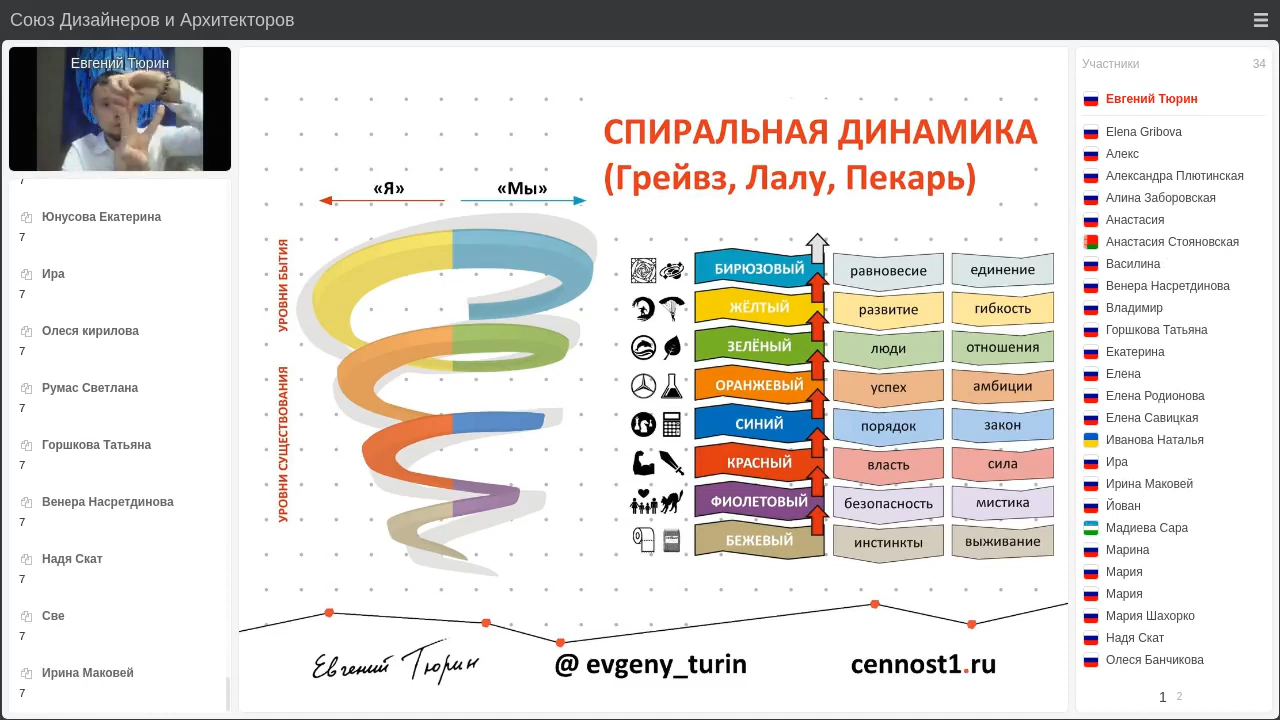 Союз Дизайнеров и Архитекторов
Евгений Тюрин
7
Юнусова Екатерина
7
Ира
7
Олеся кирилова
7
Румас Светлана
7
Горшкова Татьяна
7
Венера Насретдинова
7
Надя Скат
7
Све
7
Ирина Маковей
7
СПИРАЛЬНАЯ ДИНАМИКА
(Грейвз, Лалу, Пекарь)
«Я» «Мы»
УРОВНИ БЫТИЯ
УРОВНИ СУЩЕСТВОВАНИЯ
БИРЮЗОВЫЙ равновесие единение
ЖЁЛТЫЙ развитие гибкость
ЗЕЛЁНЫЙ люди отношения
ОРАНЖЕВЫЙ успех амбиции
СИНИЙ порядок закон
КРАСНЫЙ власть сила
ФИОЛЕТОВЫЙ безопасность мистика
БЕЖЕВЫЙ инстинкты выживание
Евгений Тюрин
@ evgeny_turin
cennost1.ru
Участники 34
Евгений Тюрин
Elena Gribova
Алекс
Александра Плютинская
Алина Заборовская
Анастасия
Анастасия Стояновская
Василина
Венера Насретдинова
Владимир
Горшкова Татьяна
Екатерина
Елена
Елена Родионова
Елена Савицкая
Иванова Наталья
Ира
Ирина Маковей
Йован
Мадиева Сара
Марина
Мария
Мария
Мария Шахорко
Надя Скат
Олеся Банчикова
1 2